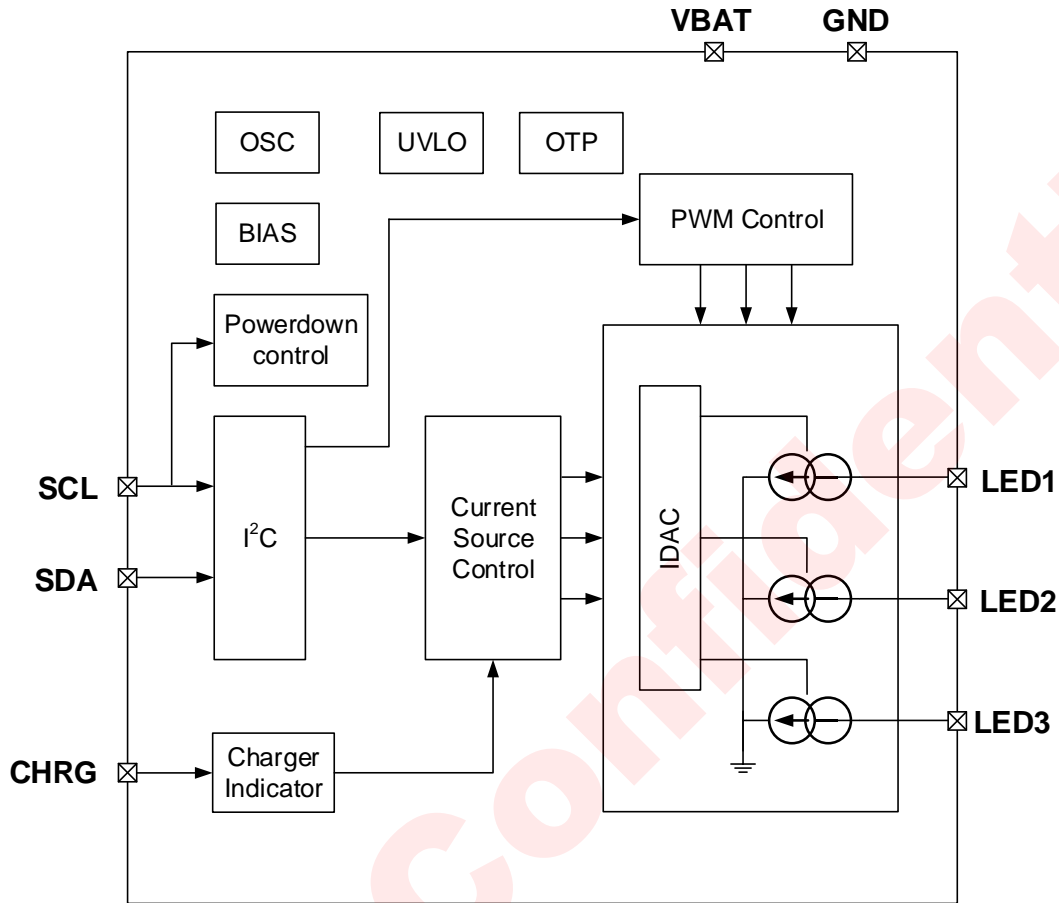 VBAT GND
OSC UVLO OTP
BIAS
PWM Control
Powerdown
control
SCL
SDA
I²C
Current
Source
Control
IDAC
LED1
LED2
LED3
CHRG
Charger
Indicator
Confidenti